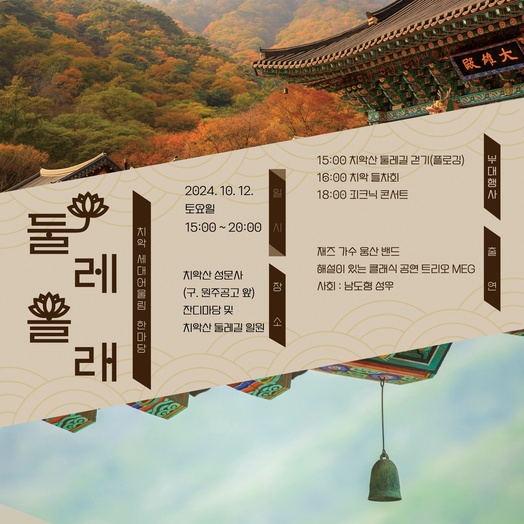 大雄殿
둘레
올래
치악 세대어울림 한마당
일시
2024. 10. 12.
토요일
15:00 ~ 20:00
장소
치악산 성문사
(구. 원주공고 앞)
잔디마당 및
치악산 둘레길 일원
부대행사
15:00 치악산 둘레길 걷기(플로깅)
16:00 치악 들차회
18:00 피크닉 콘서트
출연
재즈 가수 웅산 밴드
해설이 있는 클래식 공연 트리오 MEG
사회 : 남도형 성우